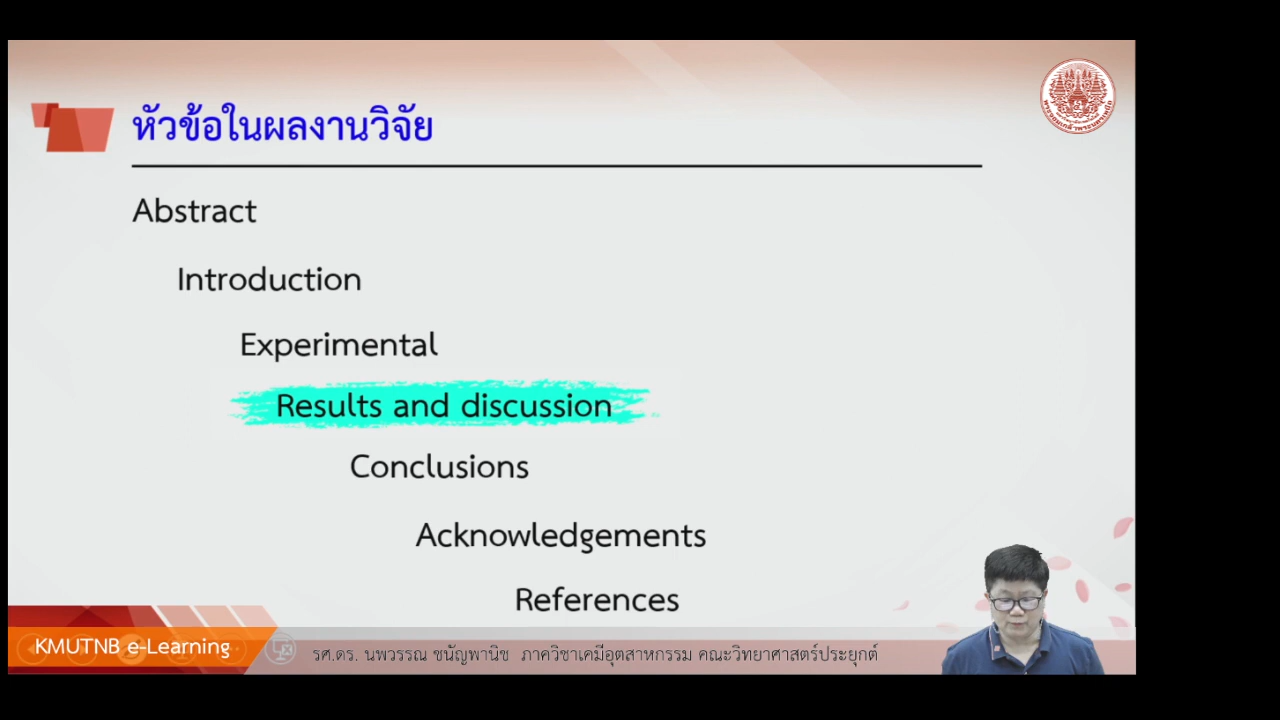 หัวข้อในผลงานวิจัย
Abstract
Introduction
Experimental
Results and discussion
Conclusions
Acknowledgements
References
KMUTNB e-Learning
รศ.ดร. นพวรรณ ชนัญพานิช ภาควิชาเคมีอุตสาหกรรม คณะวิทยาศาสตร์ประยุกต์